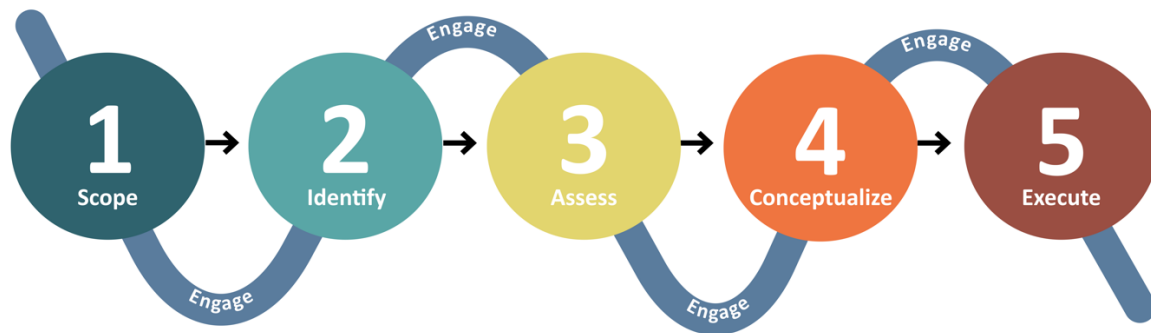 1
Scope
Engage
2
Identify
Engage
3
Assess
Engage
4
Conceptualize
Engage
5
Execute